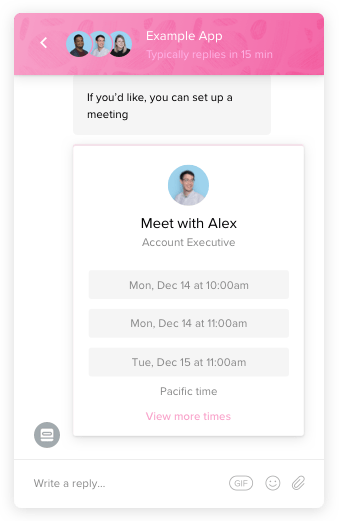 Example App
Typically replies in 15 min
If you'd like, you can set up a
meeting
Meet with Alex
Account Executive
Mon, Dec 14 at 10:00am
Mon, Dec 14 at 11:00am
Tue, Dec 15 at 11:00am
Pacific time
View more times
Write a reply...
GIF